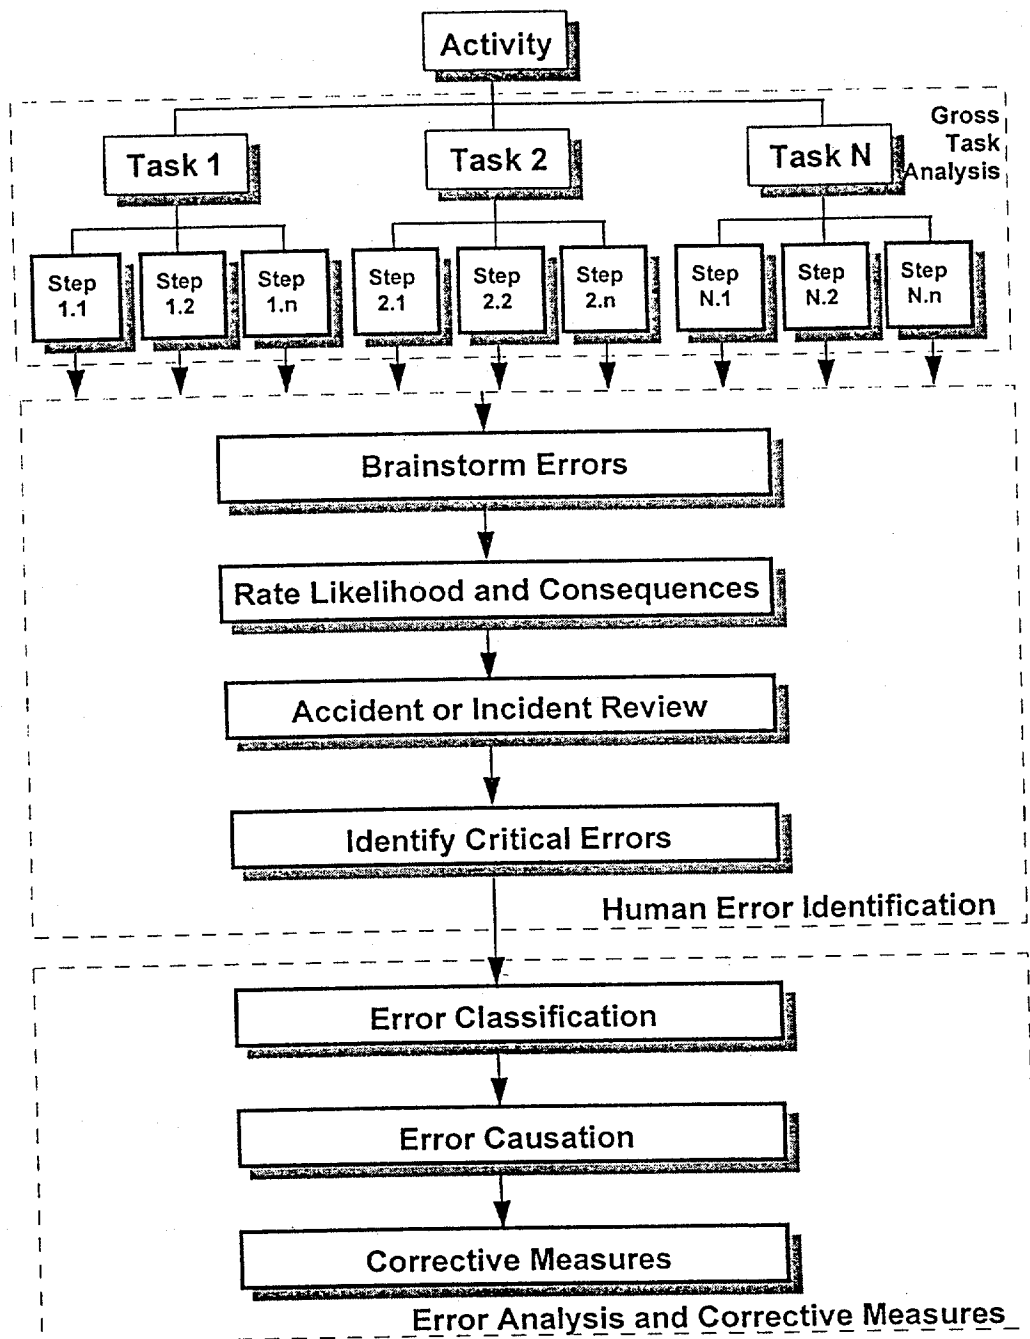 Activity
Gross
Task
Analysis
Task 1
Task 2
Task N
Step
1.1
Step
1.2
Step
1.n
Step
2.1
Step
2.2
Step
2.n
Step
N.1
Step
N.2
Step
N.n
Brainstorm Errors
Rate Likelihood and Consequences
Accident or Incident Review
Identify Critical Errors
Human Error Identification
Error Classification
Error Causation
Corrective Measures
Error Analysis and Corrective Measures